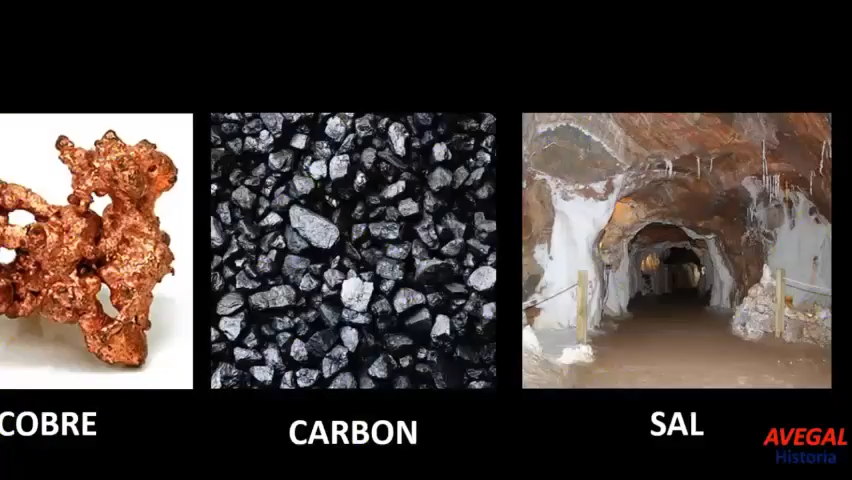 COBRE
CARBON
SAL
AVEGAL
Historia